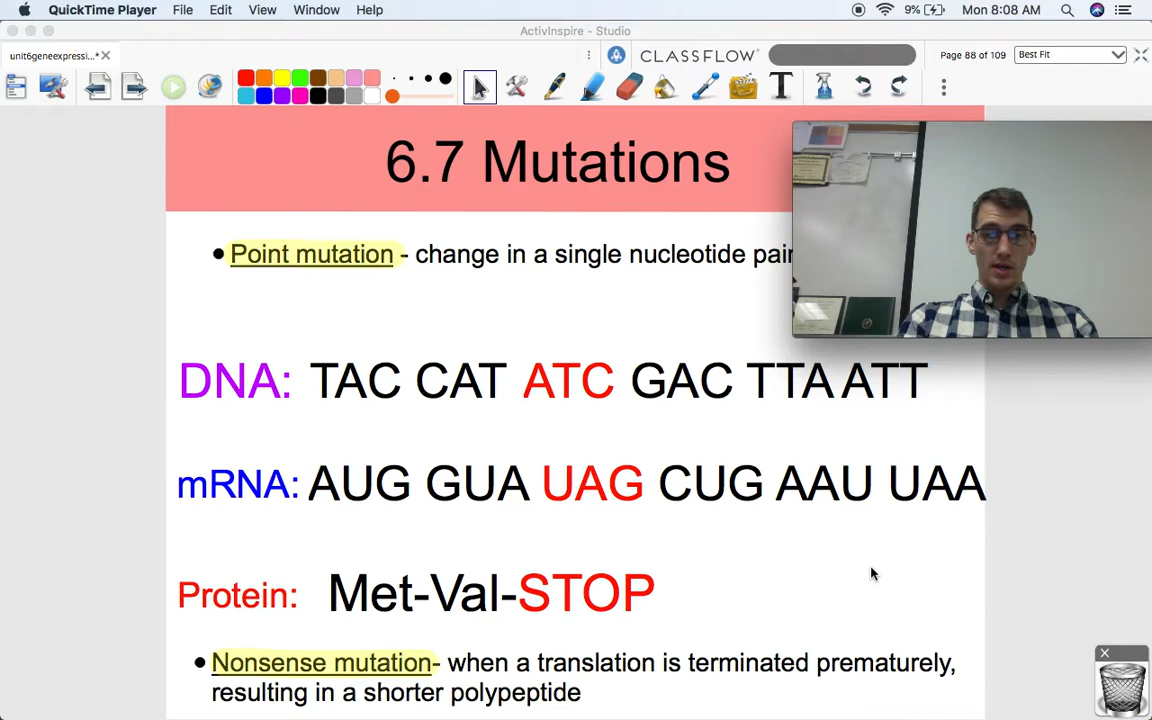 QuickTime Player File Edit View Window Help 9% Mon 8:08 AM
ActivInspire - Studio
unit6geneexpressi...*
CLASSFLOW
Page 88 of 109
Best Fit
6.7 Mutations
Point mutation - change in a single nucleotide pair
DNA: TAC CAT ATC GAC TTA ATT
mRNA: AUG GUA UAG CUG AAU UAA
Protein: Met-Val-STOP
Nonsense mutation- when a translation is terminated prematurely,
resulting in a shorter polypeptide